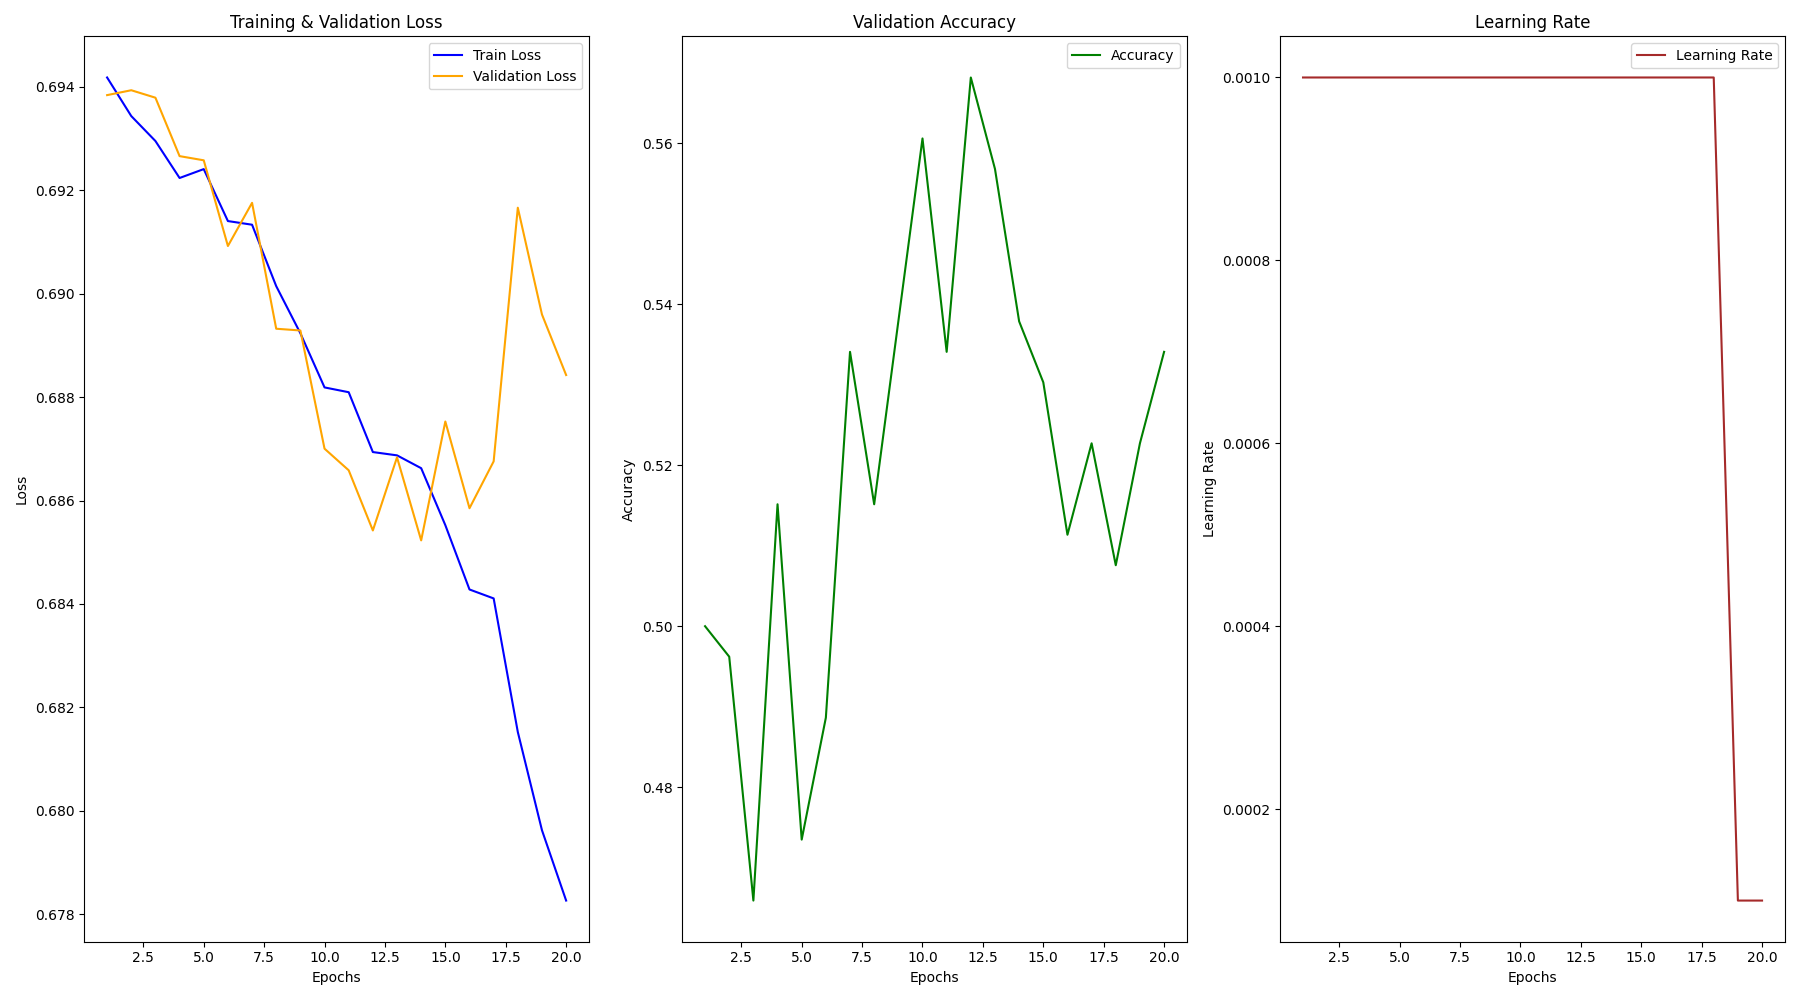 Training & Validation Loss
Train Loss
Validation Loss
0.694
0.692
0.690
0.688
0.686
0.684
0.682
0.680
0.678
Loss
2.5 5.0 7.5 10.0 12.5 15.0 17.5 20.0
Epochs
Validation Accuracy
Accuracy
0.56
0.54
0.52
0.50
0.48
Accuracy
2.5 5.0 7.5 10.0 12.5 15.0 17.5 20.0
Epochs
Learning Rate
Learning Rate
0.0010
0.0008
0.0006
0.0004
0.0002
Learning Rate
2.5 5.0 7.5 10.0 12.5 15.0 17.5 20.0
Epochs